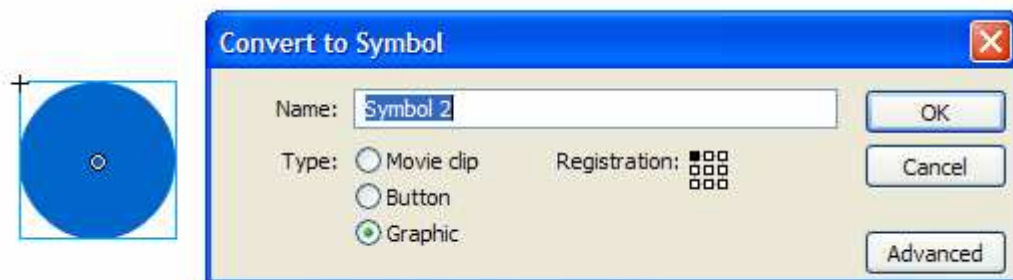 Convert to Symbol
Name: Symbol 2 OK
Type: Movie clip Registration: Cancel
Button
Graphic
Advanced